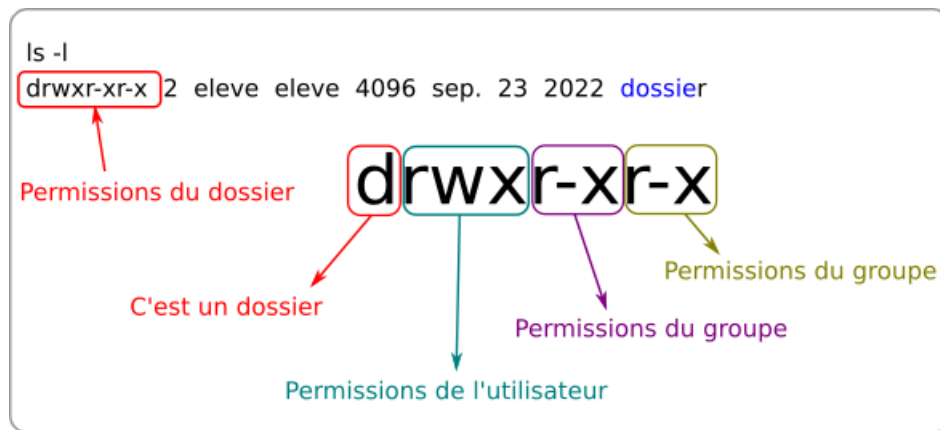 ls -l
drwxr-xr-x 2 eleve eleve 4096 sep. 23 2022 dossier
drwxr-xr-x
Permissions du dossier
Permissions du groupe
C'est un dossier
Permissions du groupe
Permissions de l'utilisateur